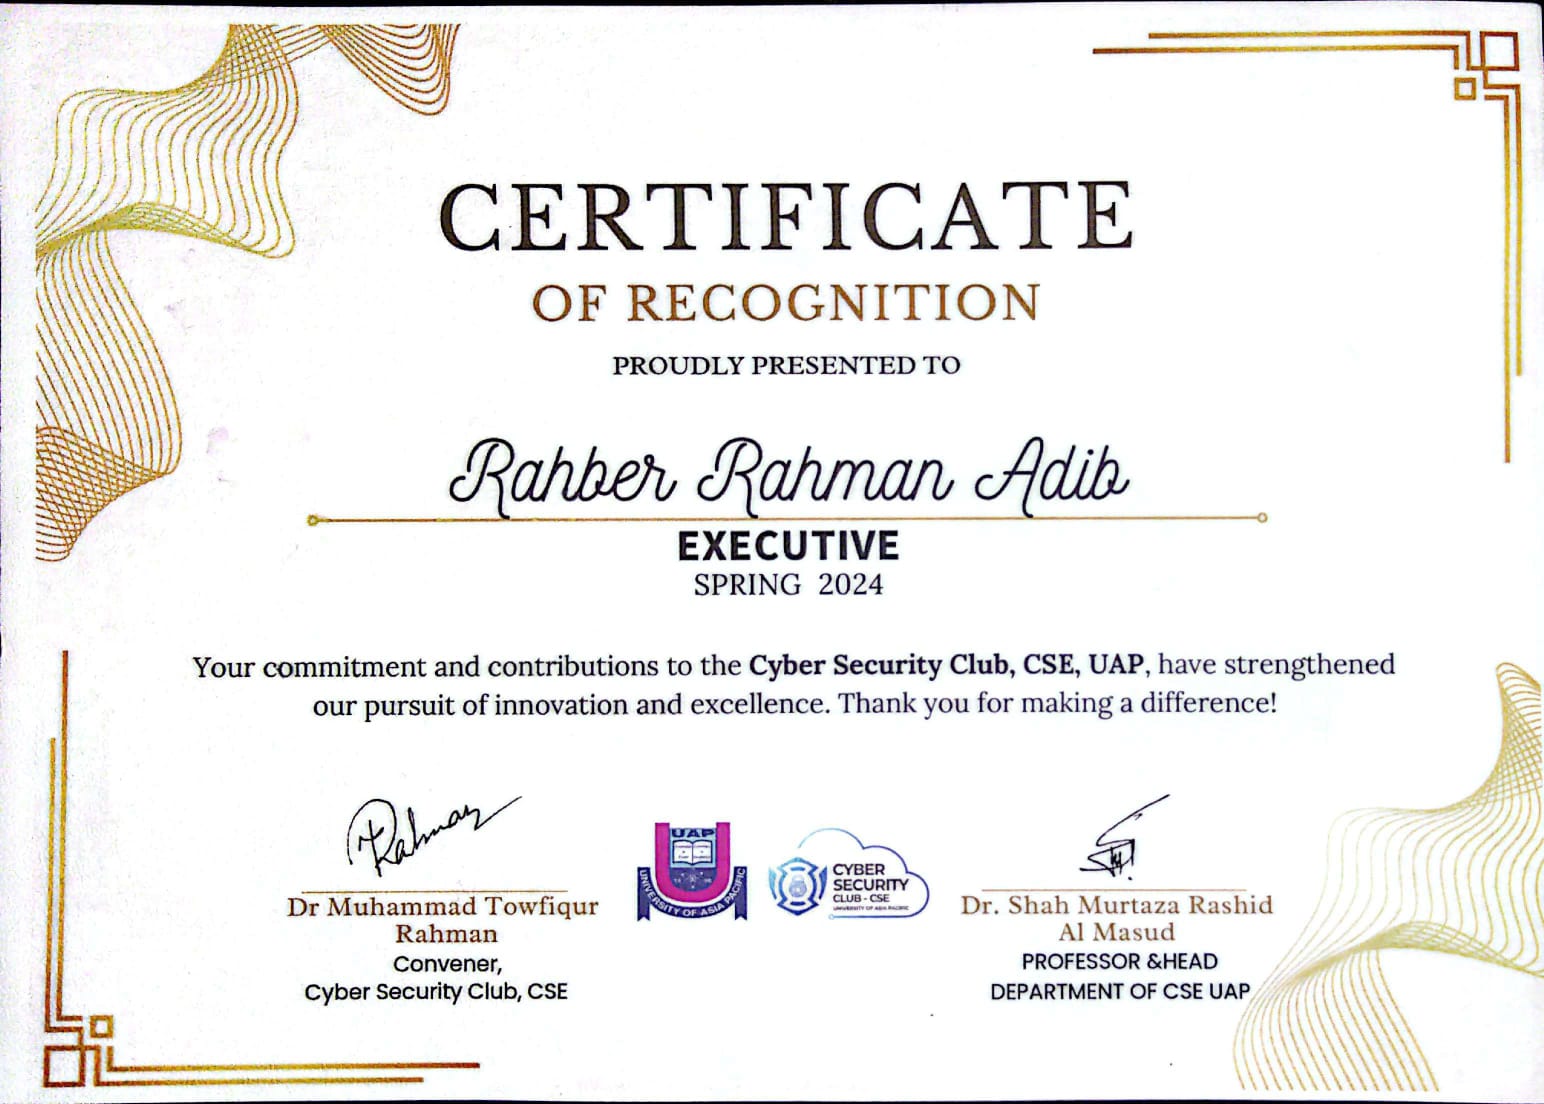 CERTIFICATE
OF RECOGNITION
PROUDLY PRESENTED TO
Rahber Rahman Adib
EXECUTIVE
SPRING 2024
Your commitment and contributions to the Cyber Security Club, CSE, UAP, have strengthened
our pursuit of innovation and excellence. Thank you for making a difference!
Rahman
Dr Muhammad Towfiqur
Rahman
Convener,
Cyber Security Club, CSE
UAP
UNIVERSITY OF ASIA PACIFIC
CYBER
SECURITY
CLUB - CSE
UNIVERSITY OF ASIA PACIFIC
Dr. Shah Murtaza Rashid
Al Masud
PROFESSOR &HEAD
DEPARTMENT OF CSE UAP